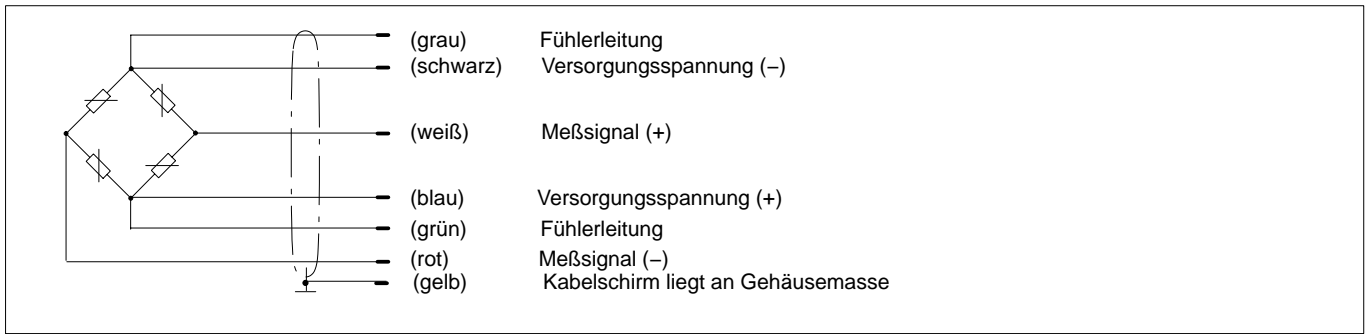 (grau) Fühlerleitung
(schwarz) Versorgungsspannung (–)
(weiß) Meßsignal (+)
(blau) Versorgungsspannung (+)
(grün) Fühlerleitung
(rot) Meßsignal (–)
(gelb) Kabelschirm liegt an Gehäusemasse